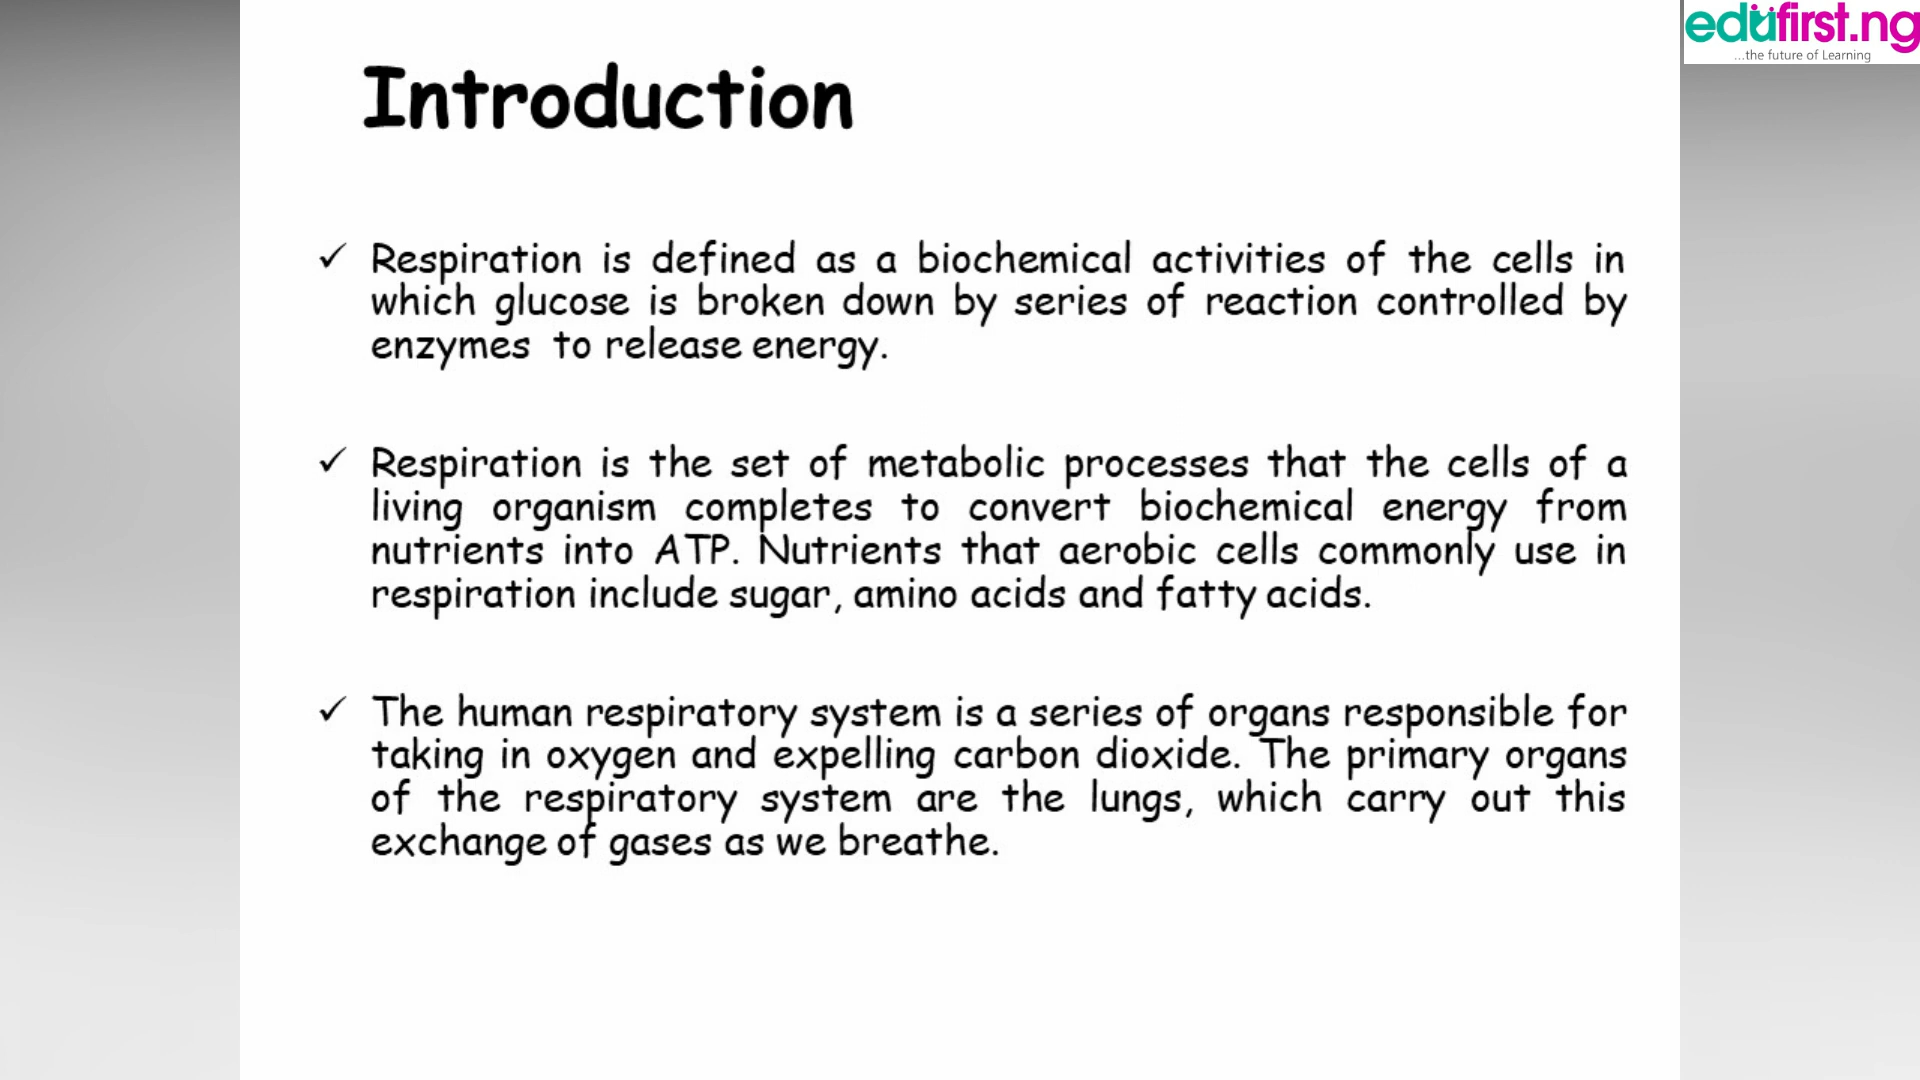 edufirst.ng
...the future of Learning
Introduction
✓ Respiration is defined as a biochemical activities of the cells in
which glucose is broken down by series of reaction controlled by
enzymes to release energy.
✓ Respiration is the set of metabolic processes that the cells of a
living organism completes to convert biochemical energy from
nutrients into ATP. Nutrients that aerobic cells commonly use in
respiration include sugar, amino acids and fatty acids.
✓ The human respiratory system is a series of organs responsible for
taking in oxygen and expelling carbon dioxide. The primary organs
of the respiratory system are the lungs, which carry out this
exchange of gases as we breathe.